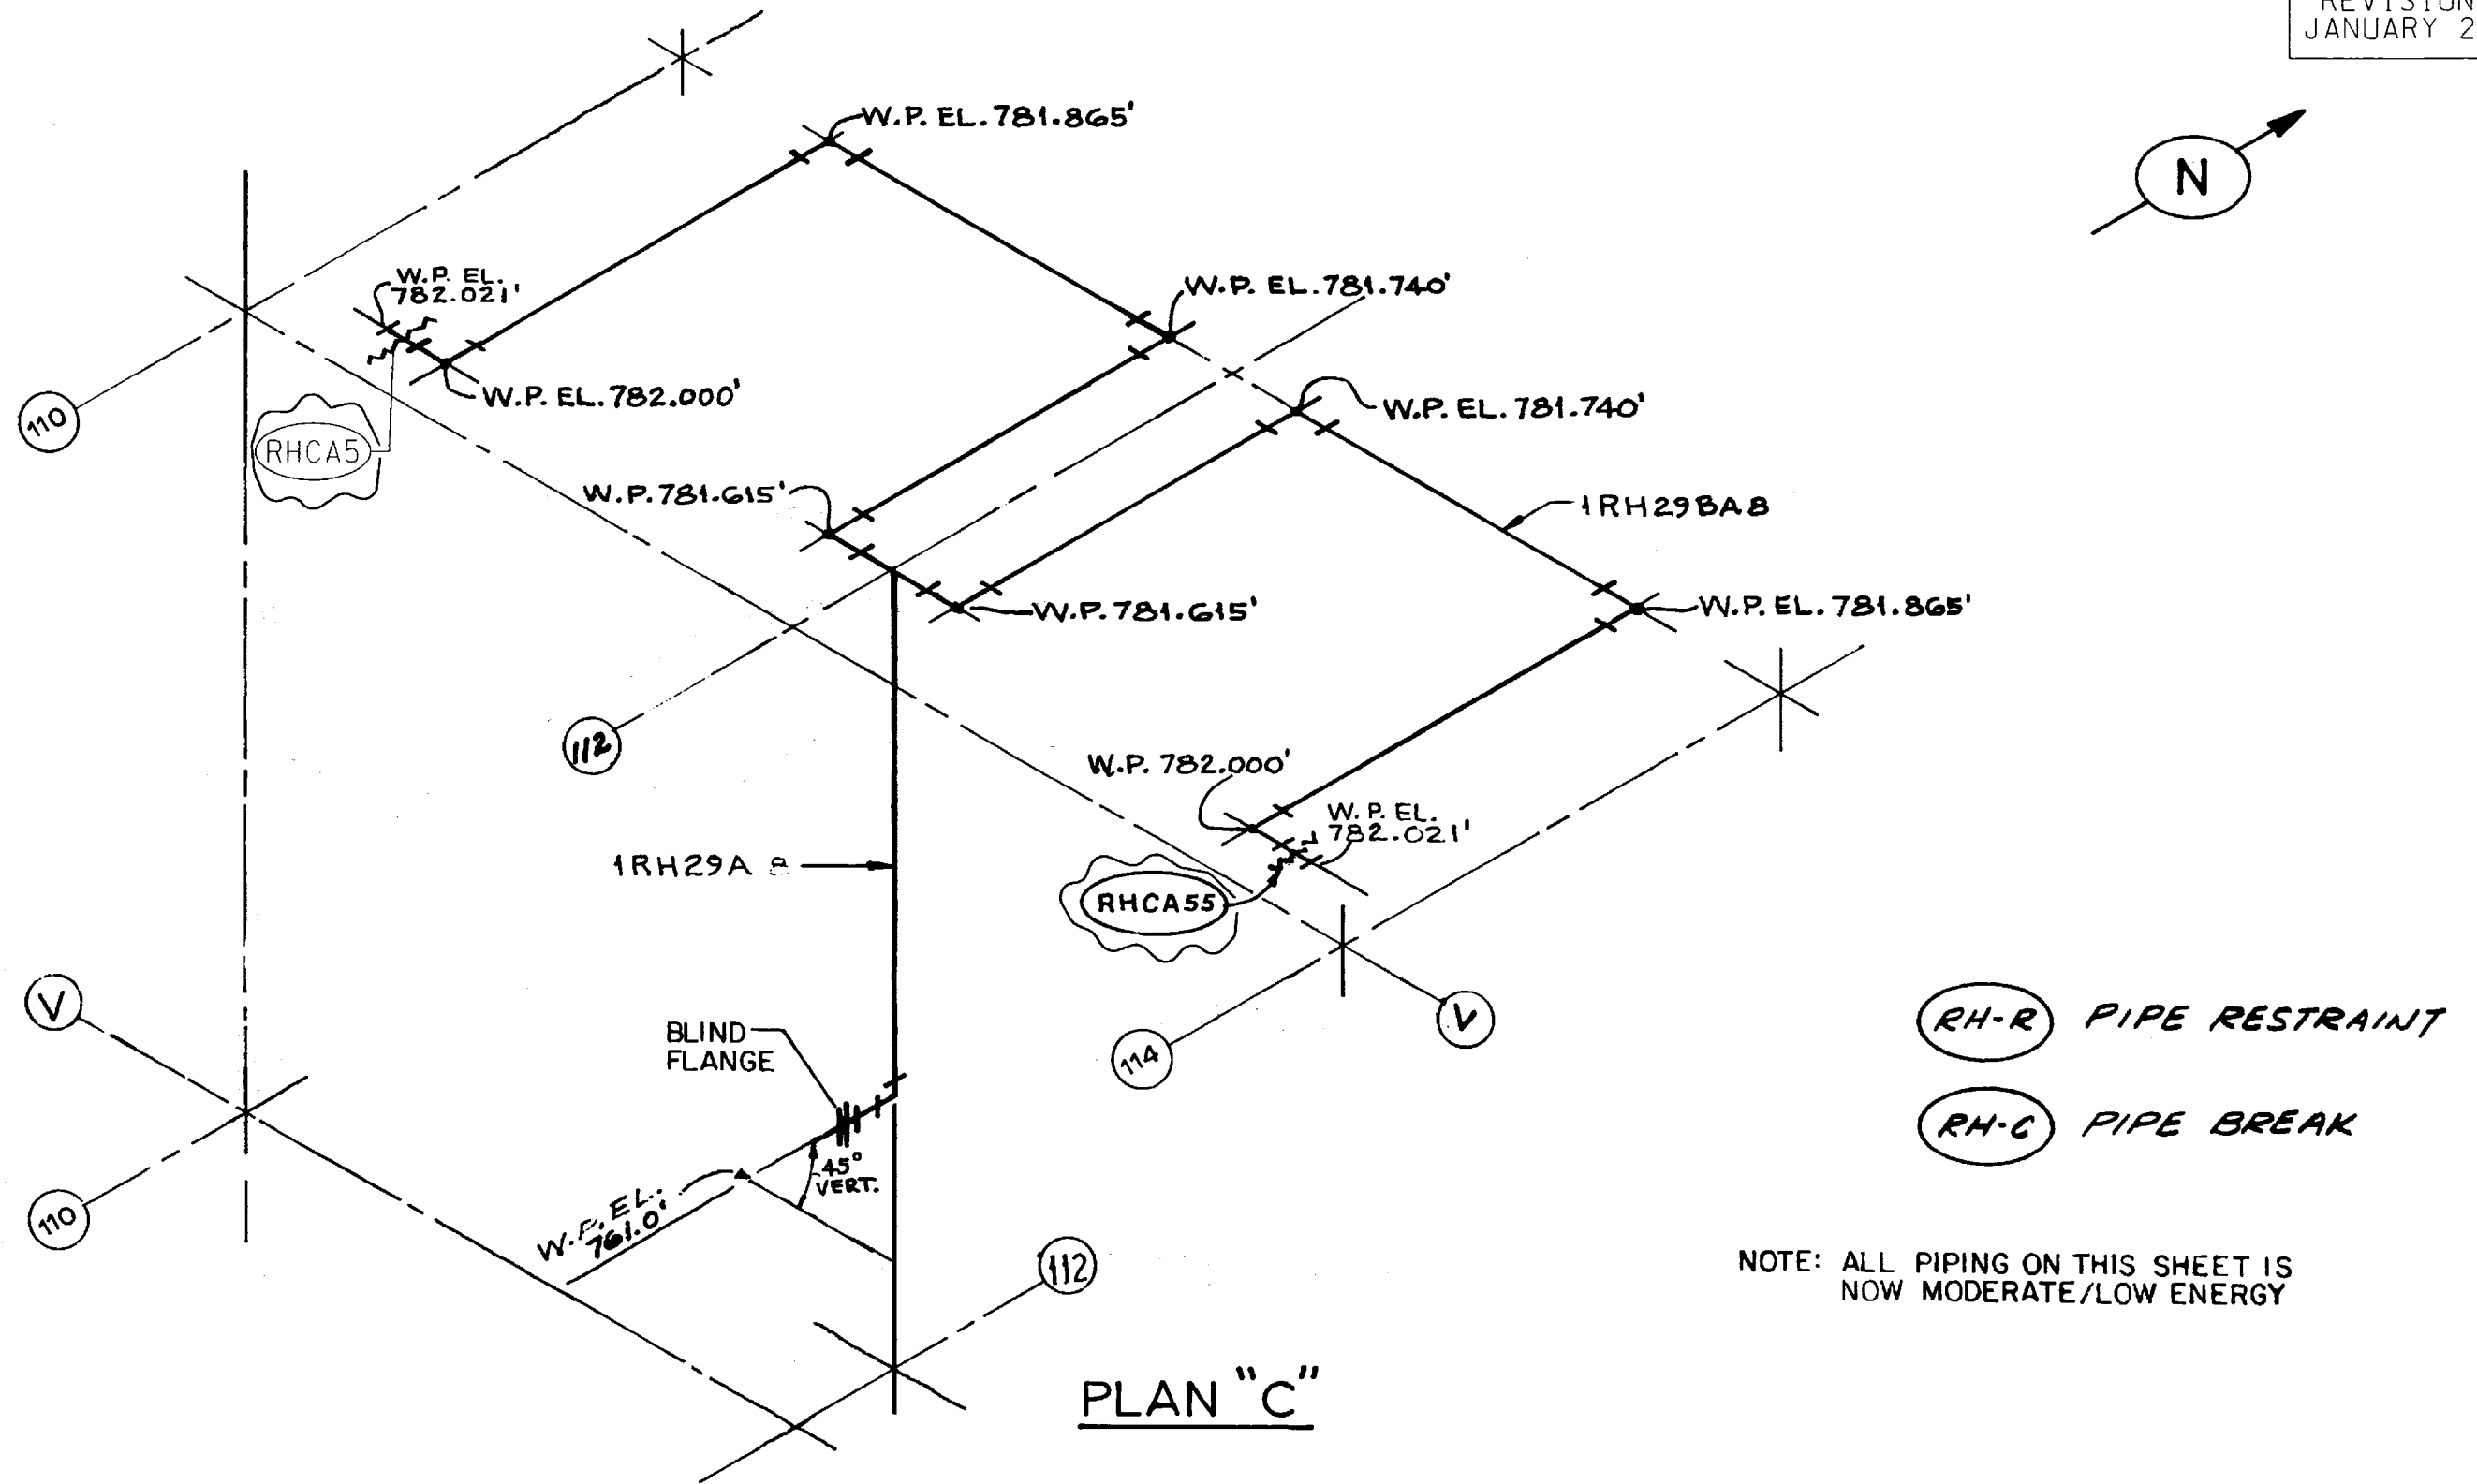 REVISION
JANUARY 2
W.P. EL. 781.865'
N
W.P. EL.
782.021'
W.P. EL. 781.740'
W.P. EL. 782.000'
W.P. EL. 781.740'
110
RHCA5
W.P. 781.615'
1RH29BA8
W.P. 781.615'
W.P. EL. 781.865'
112
W.P. 782.000'
W.P. EL.
782.021'
1RH29A
RHCA55
V
V
BLIND
FLANGE
114
RH-R PIPE RESTRAINT
RH-C PIPE BREAK
45°
VERT.
110
W.P. EL.
761.0'
112
NOTE: ALL PIPING ON THIS SHEET IS
NOW MODERATE/LOW ENERGY
PLAN "C"